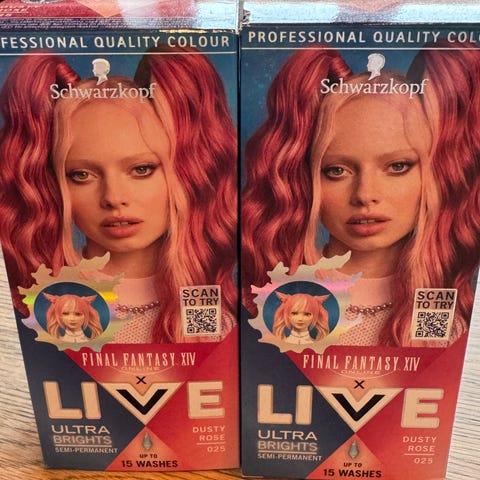 FESSIONAL QUALITY COLOUR
Schwarzkopf
SCAN
TO TRY
FINAL FANTASY XIV
ONLINE
X
LIVE
ULTRA
BRIGHTS
SEMI-PERMANENT
DUSTY
ROSE
025
UP TO
15 WASHES
PROFESSIONAL QUALITY COL
Schwarzkopf
SCAN
TO TRY
FINAL FANTASY XIV
ONLINE
X
LIVE
ULTRA
BRIGHTS
SEMI-PERMANENT
DUSTY
ROSE
025
UP TO
15 WASHES